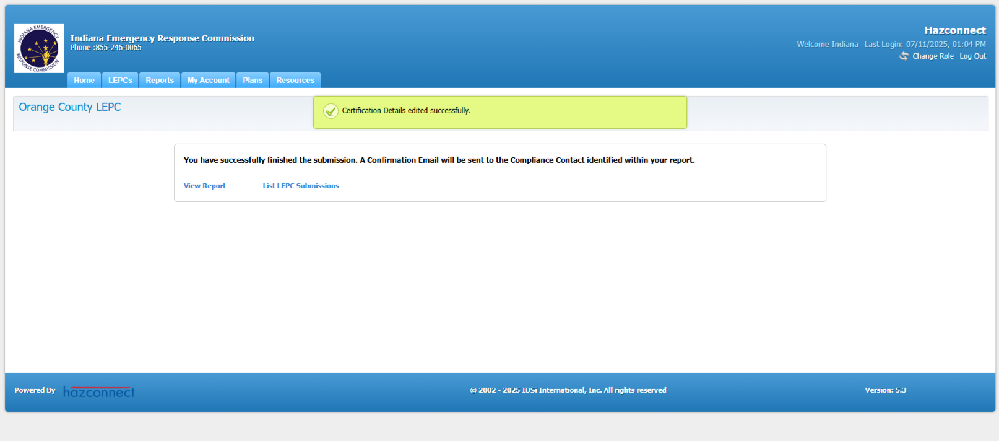 INDIANA EMERGENCY
RESPONSE COMMISSION
Indiana Emergency Response Commission
Phone :855-246-0065
Hazconnect
Welcome Indiana Last Login: 07/11/2025, 01:04 PM
Change Role Log Out
Home LEPCs Reports My Account Plans Resources
Orange County LEPC
Certification Details edited successfully.
You have successfully finished the submission. A Confirmation Email will be sent to the Compliance Contact identified within your report.
View Report List LEPC Submissions
Powered By hazconnect © 2002 - 2025 IDSi International, Inc. All rights reserved Version: 5.3